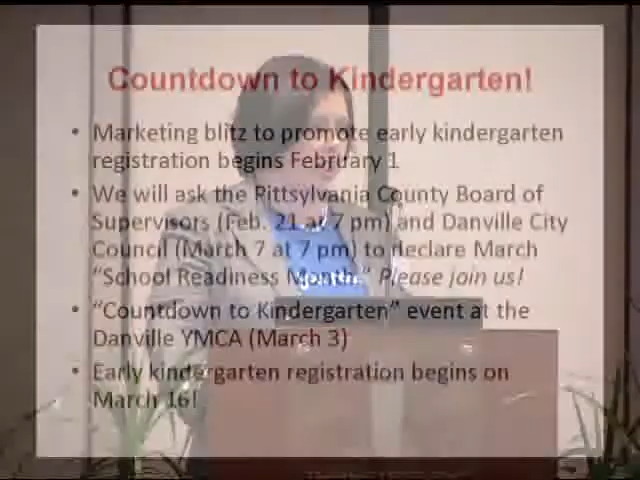 Countdown to Kindergarten!
• Marketing blitz to promote early kindergarten
registration begins February 1
• We will ask the Pittsylvania County Board of
Supervisors (Feb. 21 at 7 pm) and Danville City
Council (March 7 at 7 pm) to declare March
“School Readiness Month.” Please join us!
• “Countdown to Kindergarten” event at the
Danville YMCA (March 3)
• Early kindergarten registration begins on
March 16!